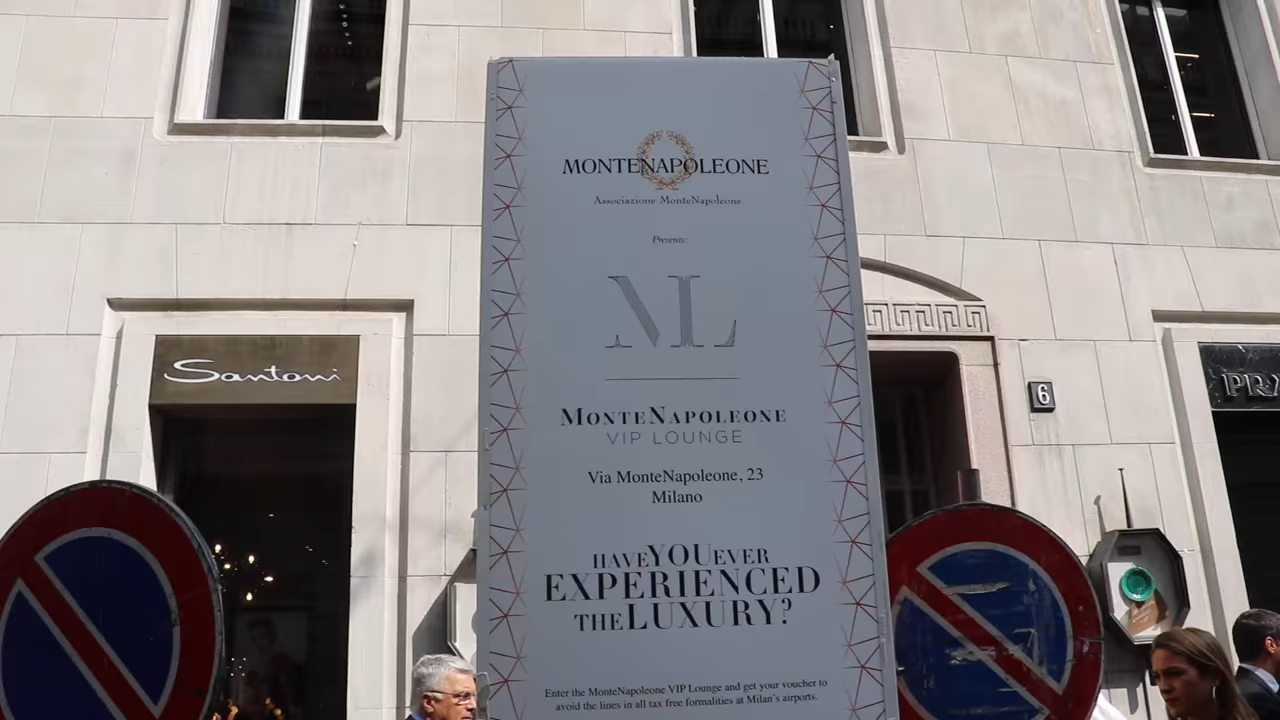 MONTENAPOLEONE
Associazione MonteNapoleone
Presents:
ML
MONTENAPOLEONE
VIP LOUNGE
Via MonteNapoleone, 23
Milano
HAVE YOU EVER
EXPERIENCED
THE LUXURY?
Enter the MonteNapoleone VIP Lounge and get your voucher to
avoid the lines in all tax free formalities at Milan's airports.
Santoni
6
PRA